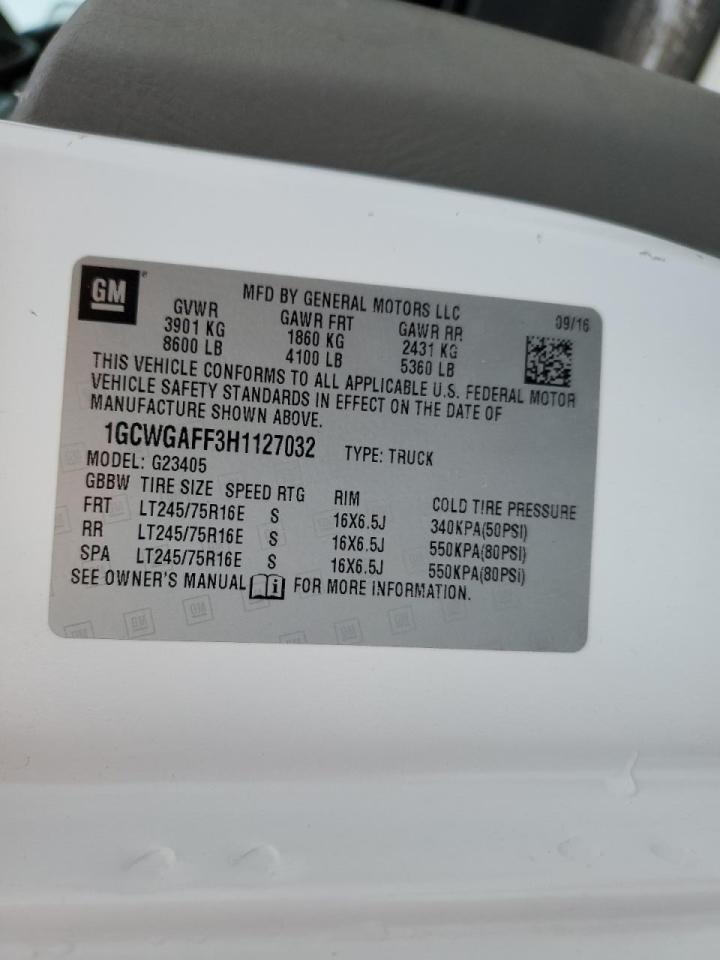 GM
MFD BY GENERAL MOTORS LLC
09/16
GVWR GAWR FRT GAWR RR
3901 KG 1860 KG 2431 KG
8600 LB 4100 LB 5360 LB
THIS VEHICLE CONFORMS TO ALL APPLICABLE U.S. FEDERAL MOTOR
VEHICLE SAFETY STANDARDS IN EFFECT ON THE DATE OF
MANUFACTURE SHOWN ABOVE.
1GCWGAFF3H1127032 TYPE: TRUCK
MODEL: G23405
GBBW TIRE SIZE SPEED RTG RIM COLD TIRE PRESSURE
FRT LT245/75R16E S 16X6.5J 340KPA(50PSI)
RR LT245/75R16E S 16X6.5J 550KPA(80PSI)
SPA LT245/75R16E S 16X6.5J 550KPA(80PSi)
SEE OWNER'S MANUAL i FOR MORE INFORMATION.